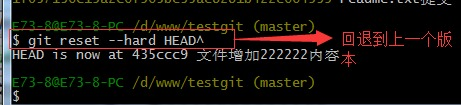 E73-8@E73-8-PC /d/www/testgit (master)
$ git reset --hard HEAD^
回退到上一个版
本
HEAD is now at 435ccc9 文件增加222222内容
E73-8@E73-8-PC /d/www/testgit (master)
$